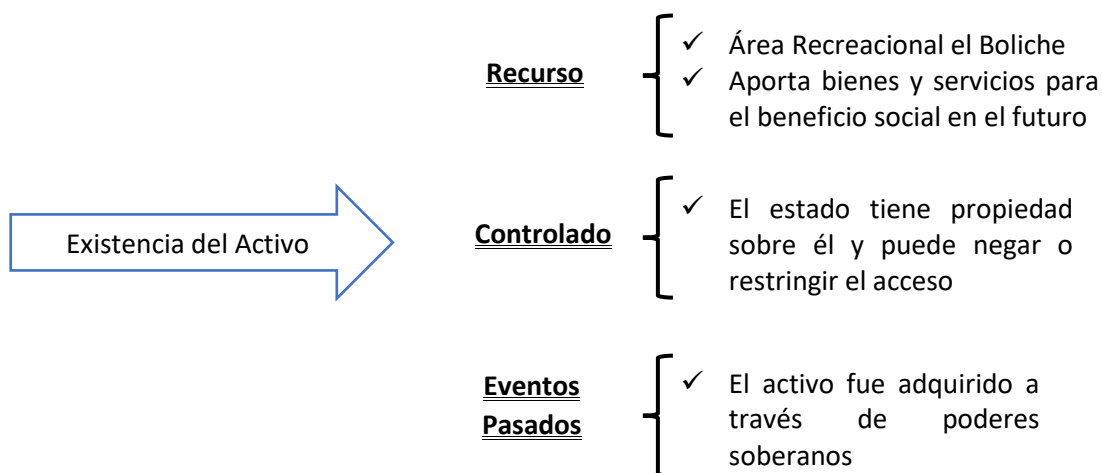 Existencia del Activo
Recurso
✓ Área Recreacional el Boliche
✓ Aporta bienes y servicios para
el beneficio social en el futuro
Controlado
✓ El estado tiene propiedad
sobre él y puede negar o
restringir el acceso
Eventos
Pasados
✓ El activo fue adquirido a
través de poderes
soberanos